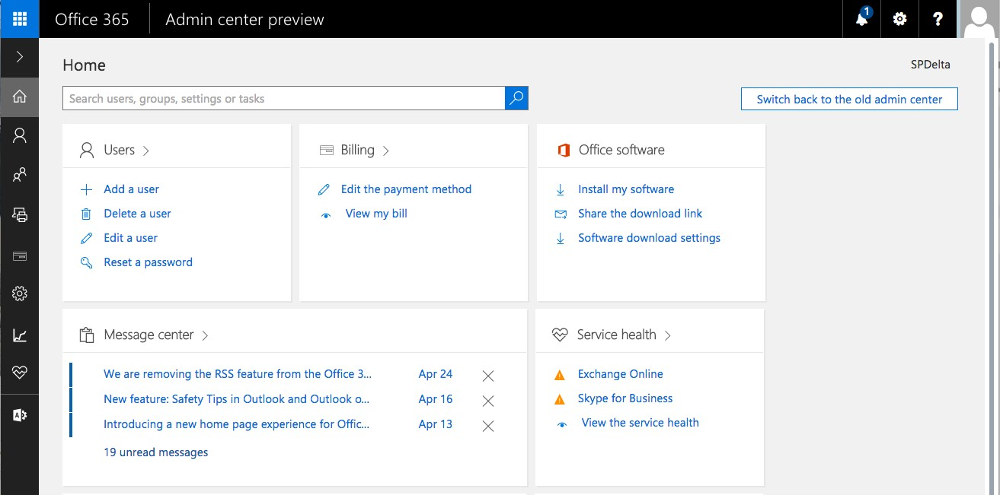 Office 365
Admin center preview
1
?
Home
SPDelta
Search users, groups, settings or tasks
Switch back to the old admin center
Users
Add a user
Delete a user
Edit a user
Reset a password
Billing
Edit the payment method
View my bill
Office software
Install my software
Share the download link
Software download settings
Message center
We are removing the RSS feature from the Office 3... Apr 24
New feature: Safety Tips in Outlook and Outlook o... Apr 16
Introducing a new home page experience for Offic... Apr 13
19 unread messages
Service health
Exchange Online
Skype for Business
View the service health
A